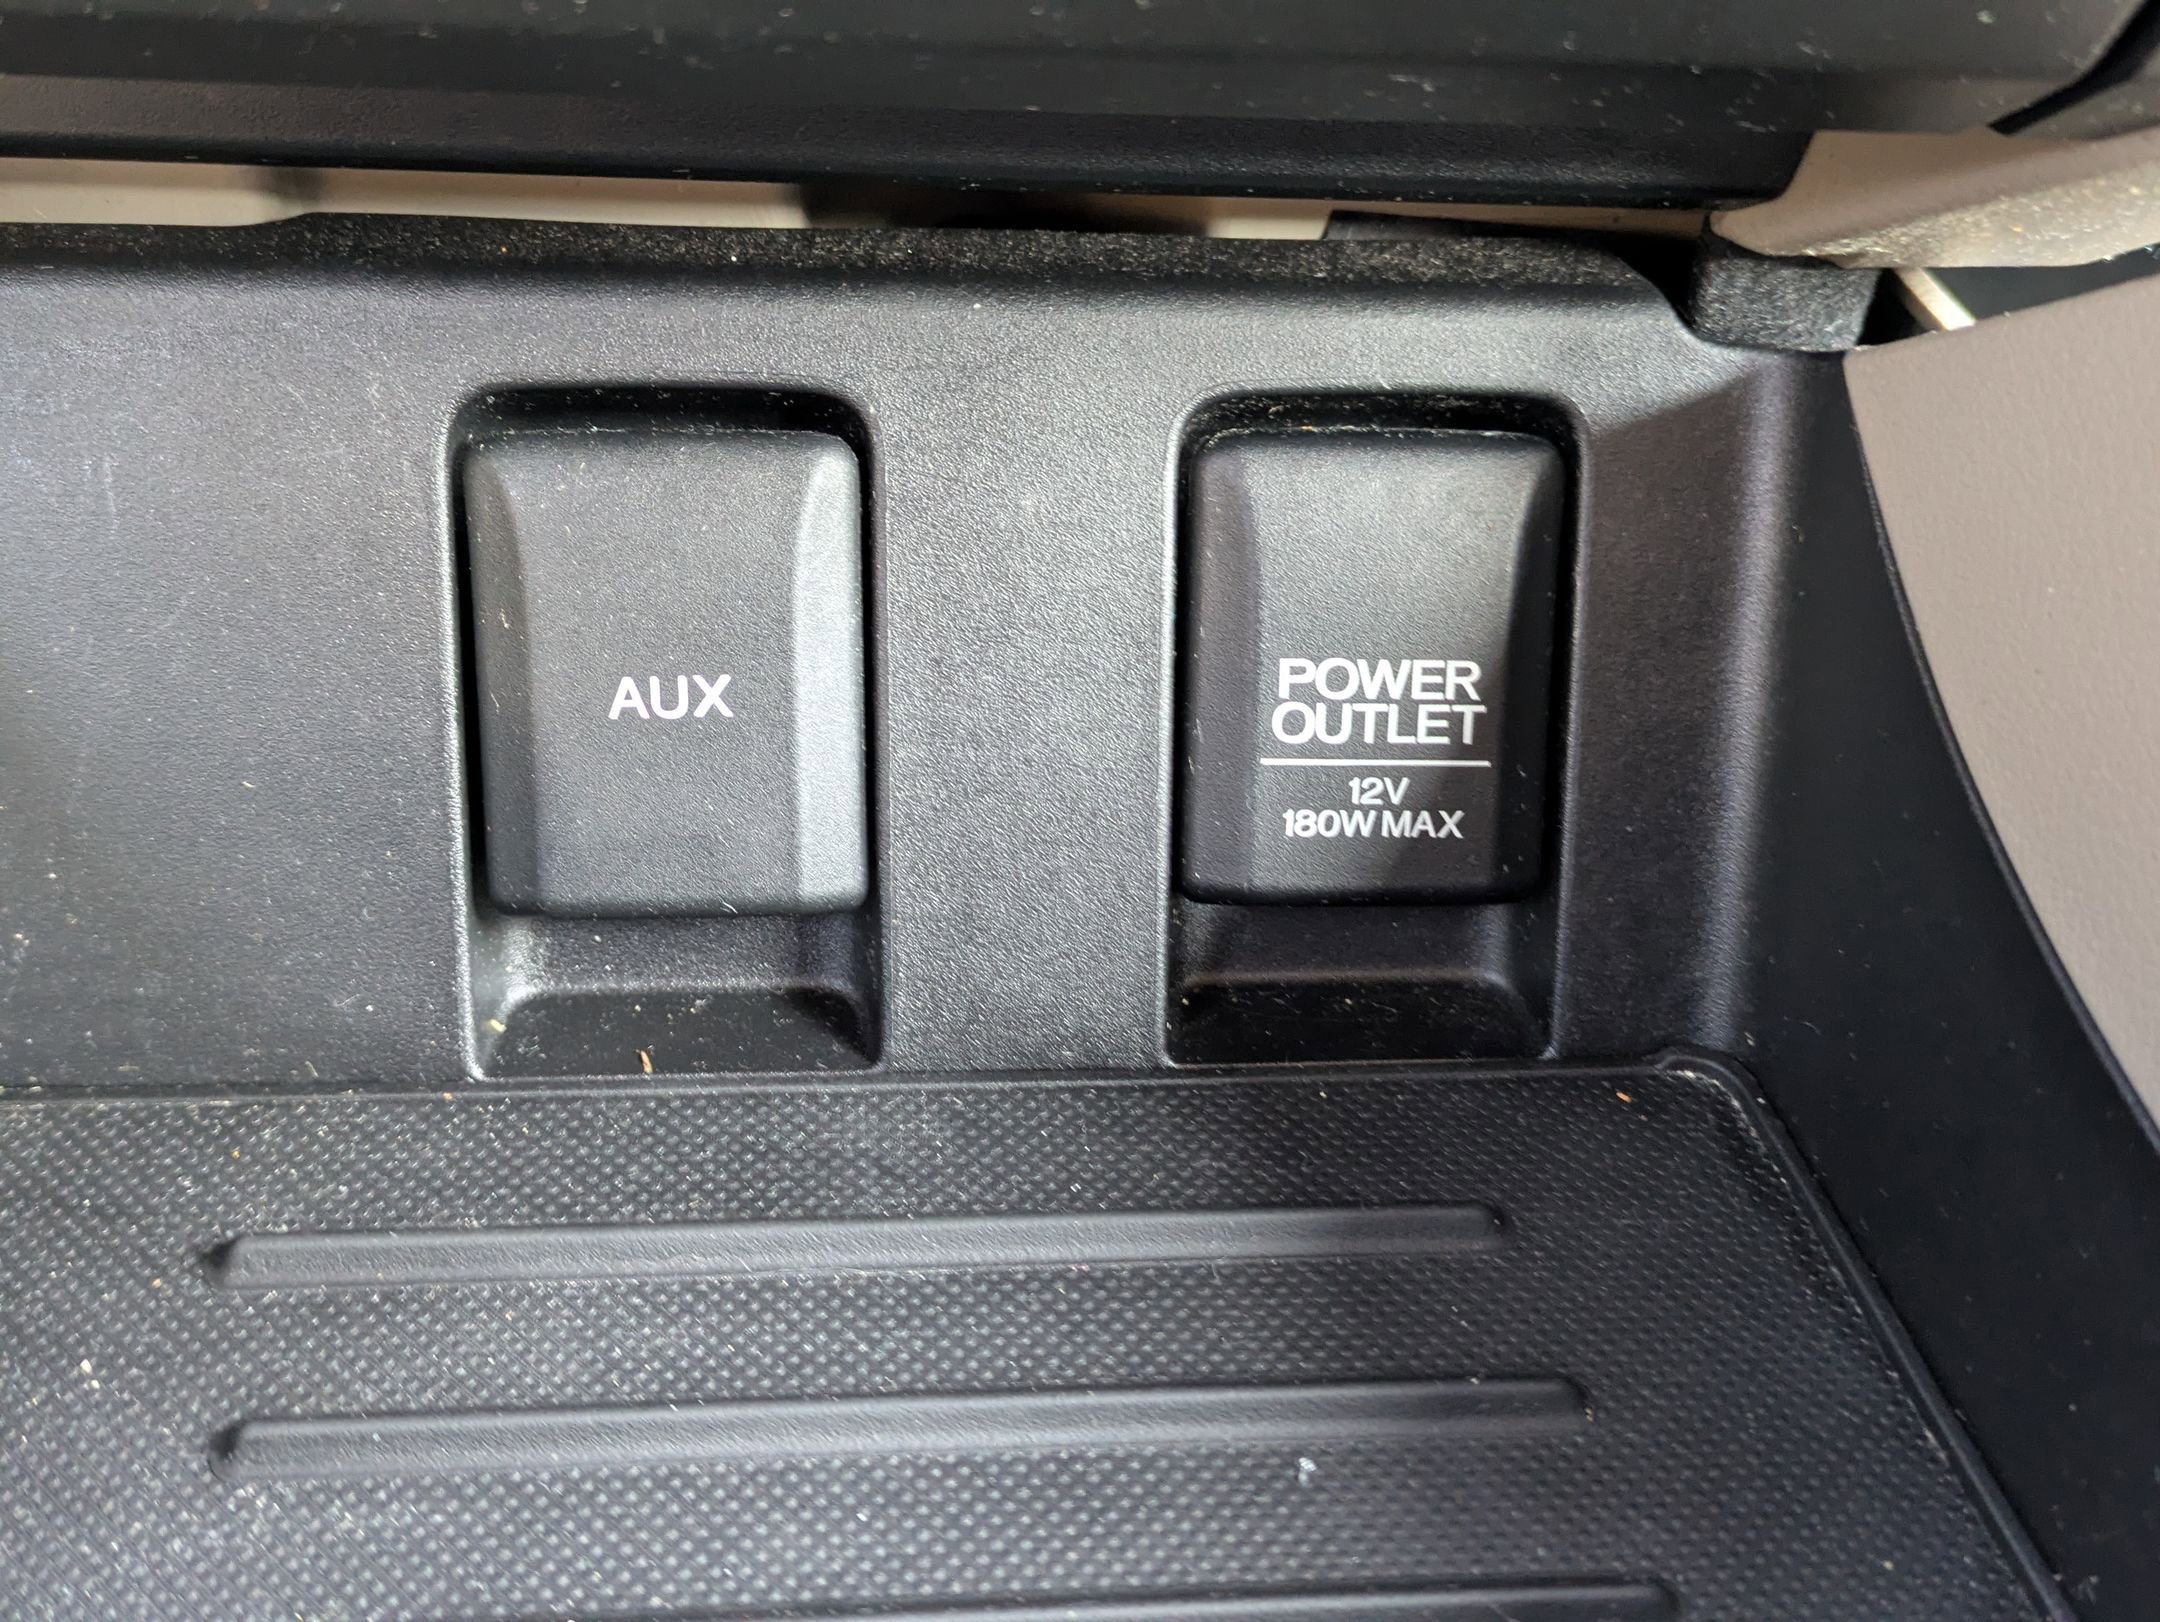 AUX
POWER
OUTLET
12V
180W MAX